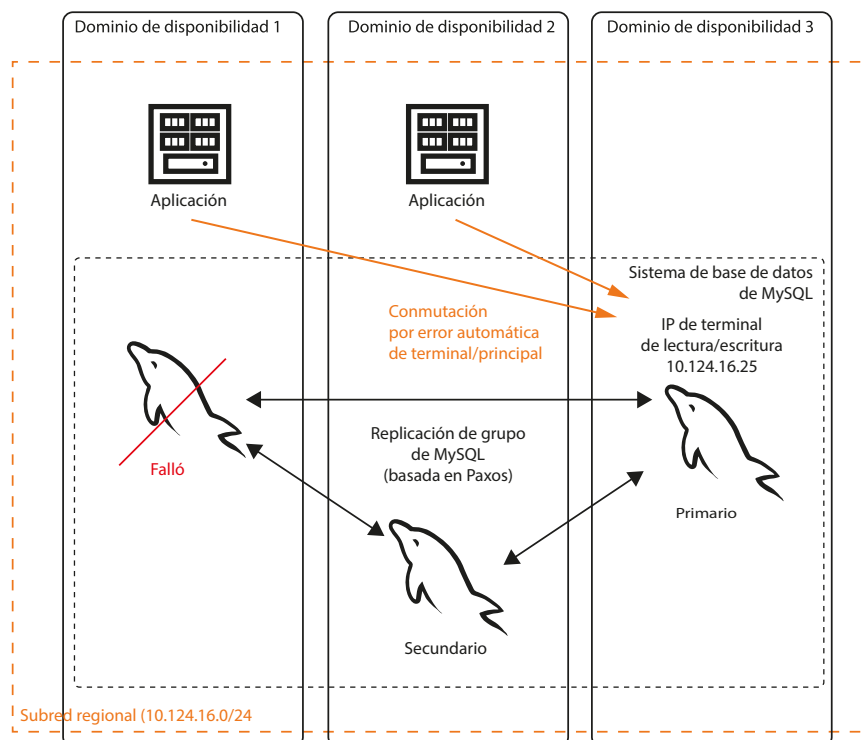 Dominio de disponibilidad 1
Dominio de disponibilidad 2
Dominio de disponibilidad 3
Aplicación
Aplicación
Sistema de base de datos
de MySQL
Conmutación
por error automática
de terminal/principal
IP de terminal
de lectura/escritura
10.124.16.25
Replicación de grupo
de MySQL
(basada en Paxos)
Falló
Primario
Secundario
Subred regional (10.124.16.0/24